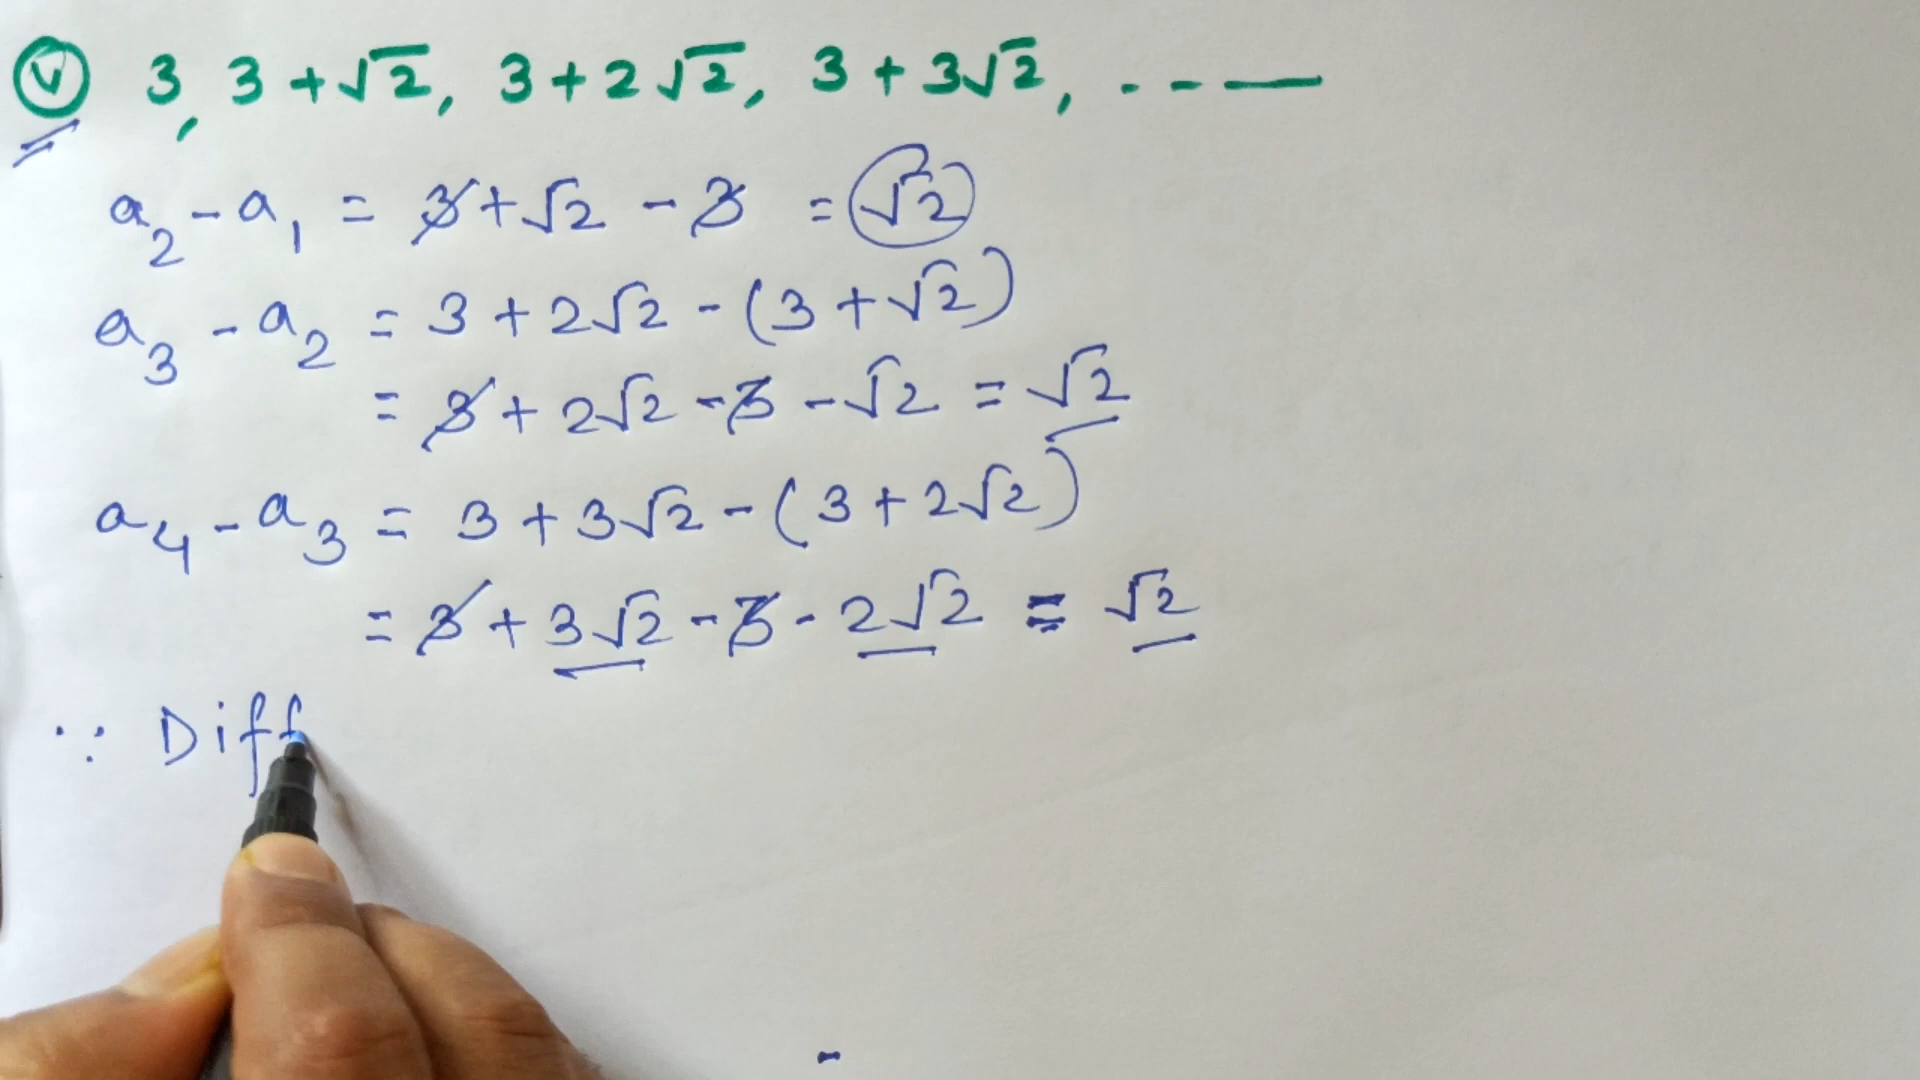 (v) 3, 3+√2, 3+2√2, 3+3√2, . - - —
a₂-a₁ = 3+√2 - 3 = √2
a₃-a₂ = 3+2√2-(3+√2)
= 3+2√2-3-√2 = √2
a₄-a₃ = 3+3√2-(3+2√2)
= 3+3√2-3-2√2 = √2
∵ Diff